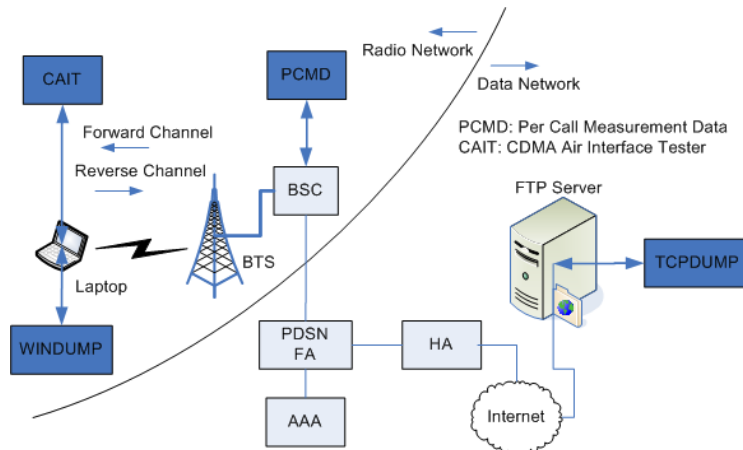 Radio Network
Data Network
CAIT
PCMD
PCMD: Per Call Measurement Data
CAIT: CDMA Air Interface Tester
Forward Channel
Reverse Channel
BSC
FTP Server
BTS
TCPDUMP
Laptop
WINDUMP
PDSN
FA
HA
AAA
Internet